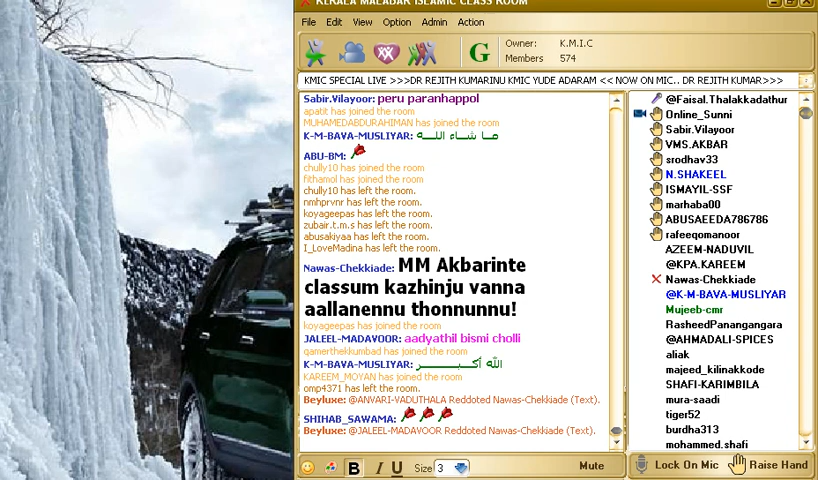 KERALA MALABAR ISLAMIC CLASS ROOM
File Edit View Option Admin Action
G
Owner: K.M.I.C
Members 574
KMIC SPECIAL LIVE >>>DR REJITH KUMARINU KMIC YUDE ADARAM << NOW ON MIC.. DR REJITH KUMAR>>>
Sabir.Vilayoor: peru paranhappol
apatit has joined the room
MUHAMEDABDURAHIMAN has joined the room
K-M-BAVA-MUSLIYAR: مـا شـاء اللـــه
ABU-BM:
chully10 has joined the room
fithamol has joined the room
chully10 has left the room.
nmhprvnr has left the room.
koyageepas has left the room.
zubair.t.m.s has left the room.
abusakiyaa has left the room.
I_LoveMadina has left the room.
Nawas-Chekkiade: MM Akbarinte
classum kazhinju vanna
aallanennu thonnunnu!
koyageepas has joined the room
JALEEL-MADAVOOR: aadyathil bismi cholli
qamerthekkumbad has joined the room
K-M-BAVA-MUSLIYAR: الله أكـبـــــــر
KAREEM_MOYAN has joined the room
omp4371 has left the room.
Beyluxe: @ANVARI-VADUTHALA Reddoted Nawas-Chekkiade (Text).
SHIHAB_SAWAMA:
Beyluxe: @JALEEL-MADAVOOR Reddoted Nawas-Chekkiade (Text).
B I U Size 3 Mute
@Faisal.Thalakkadathur
Online_Sunni
Sabir.Vilayoor
VMS.AKBAR
srodhav33
N.SHAKEEL
ISMAYIL-SSF
marhaba00
ABUSAEEDA786786
rafeeqomanoor
AZEEM-NADUVIL
@KPA.KAREEM
Nawas-Chekkiade
@K-M-BAVA-MUSLIYAR
Mujeeb-cmr
RasheedPanangangara
@AHMADALI-SPICES
aliak
majeed_kilinakkode
SHAFI-KARIMBILA
mura-saadi
tiger52
burdha313
mohammed.shafi
Lock On Mic Raise Hand